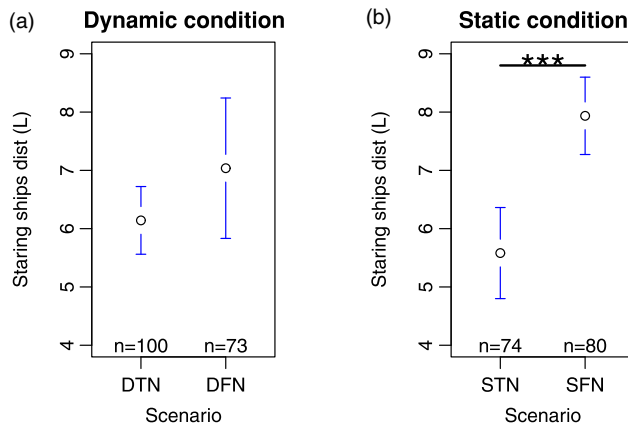 (a) Dynamic condition
Staring ships dist (L)
9
8
7
6
5
4
n=100 n=73
DTN DFN
Scenario
(b) Static condition
Staring ships dist (L)
9
8
7
6
5
4
***
n=74 n=80
STN SFN
Scenario